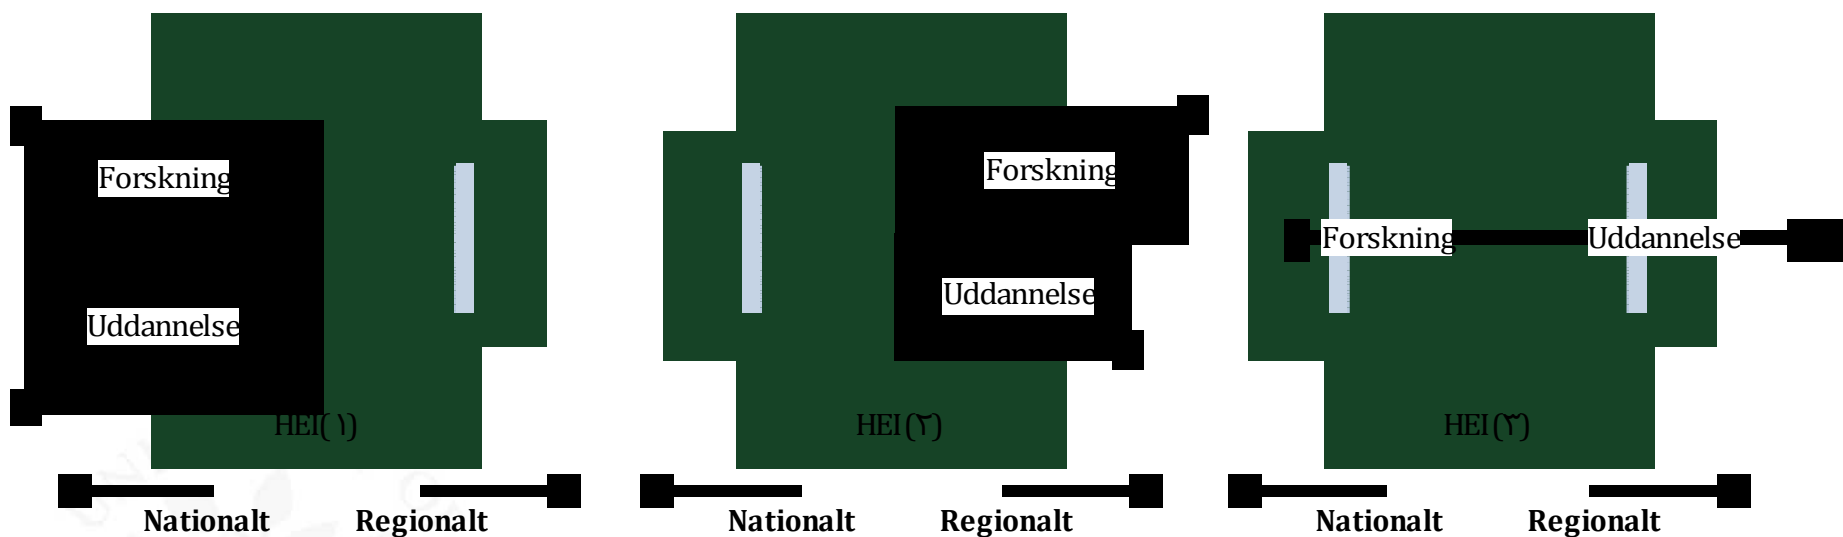 Forskning
Uddannelse
HEI(١)
Nationalt Regionalt
Forskning
Uddannelse
HEI(٢)
Nationalt Regionalt
Forskning Uddannelse
HEI(٣)
Nationalt Regionalt